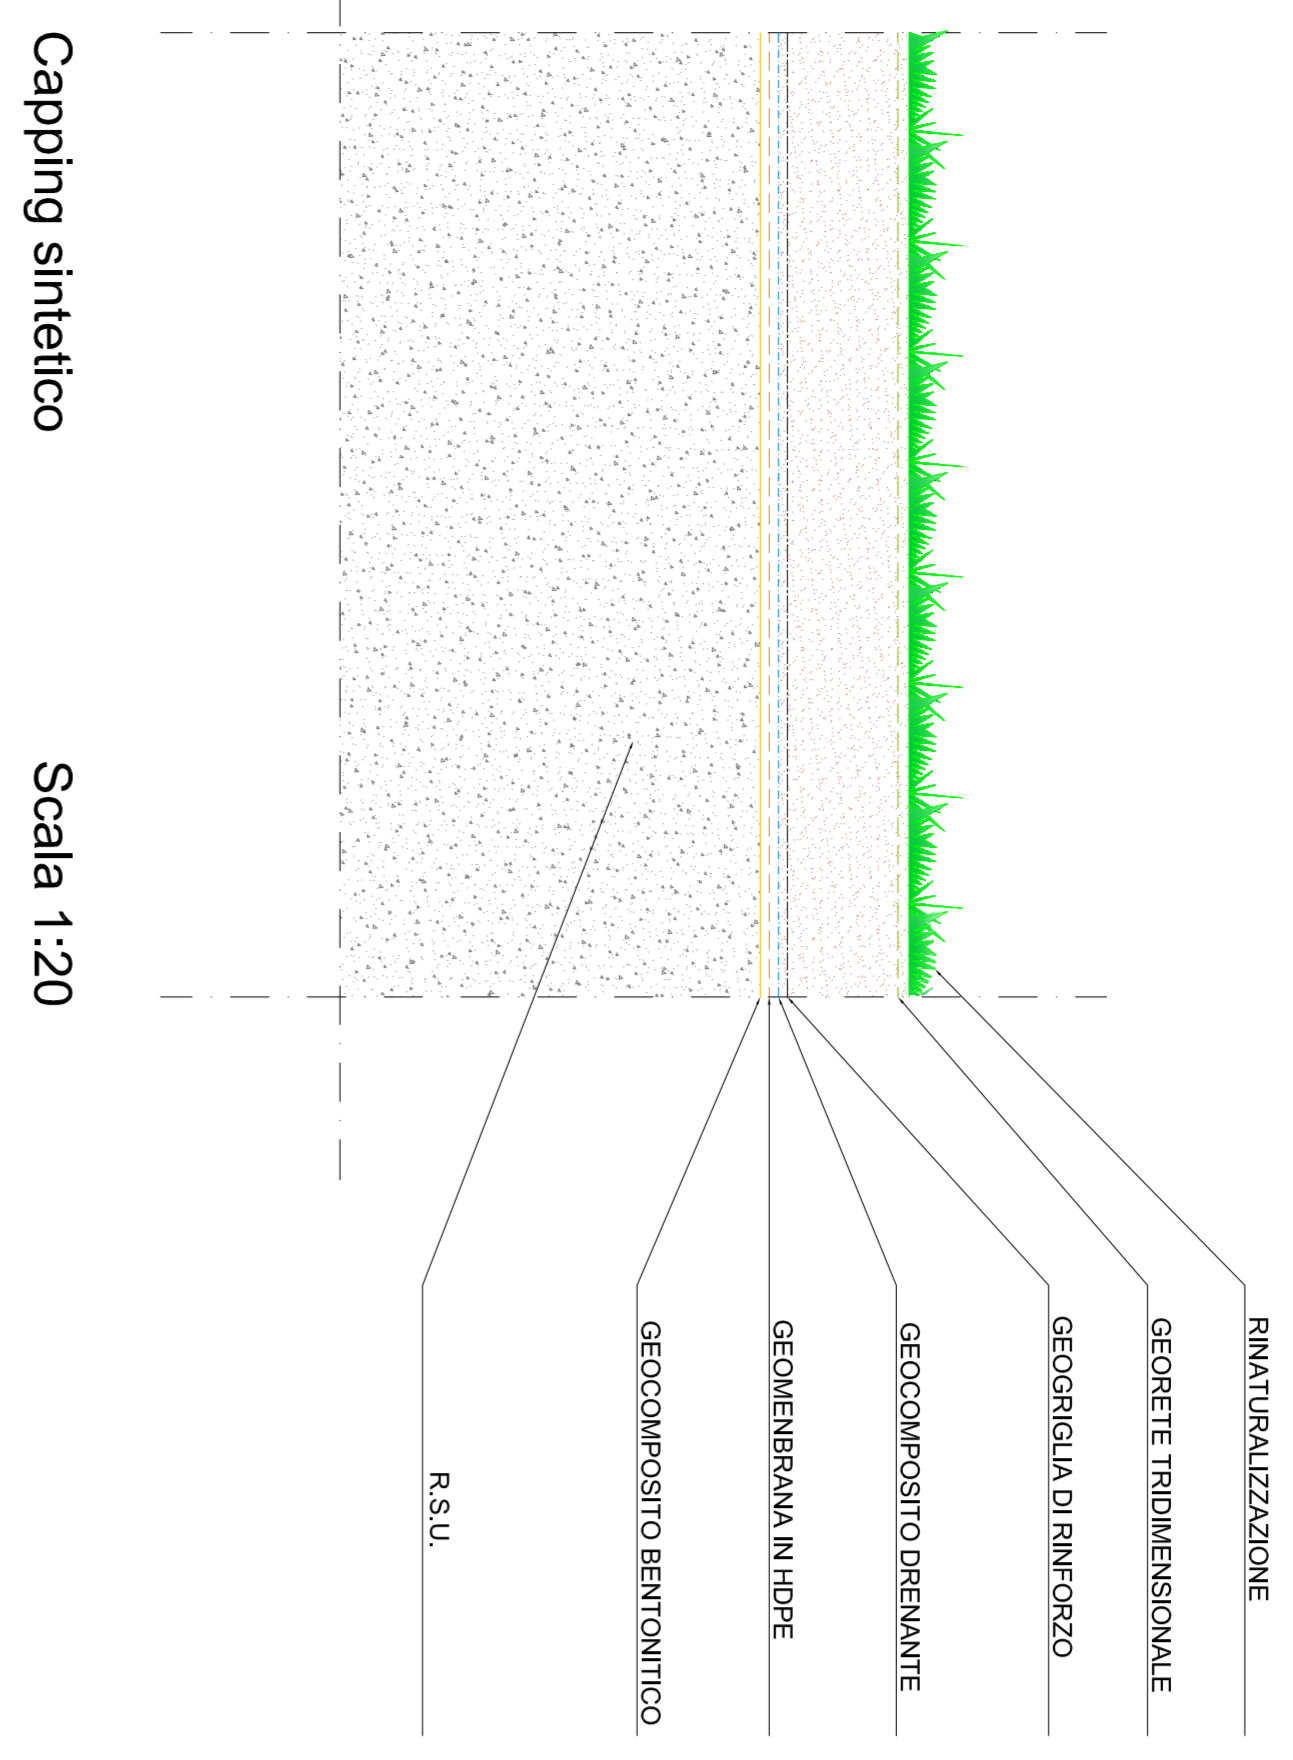 RINATURALIZZAZIONE
GEORETE TRIDIMENSIONALE
GEOGRIGLIA DI RINFORZO
GEOCOMPOSITO DRENANTE
GEOMENBRANA IN HDPE
GEOCOMPOSITO BENTONITICO
R.S.U.
Capping sintetico Scala 1:20